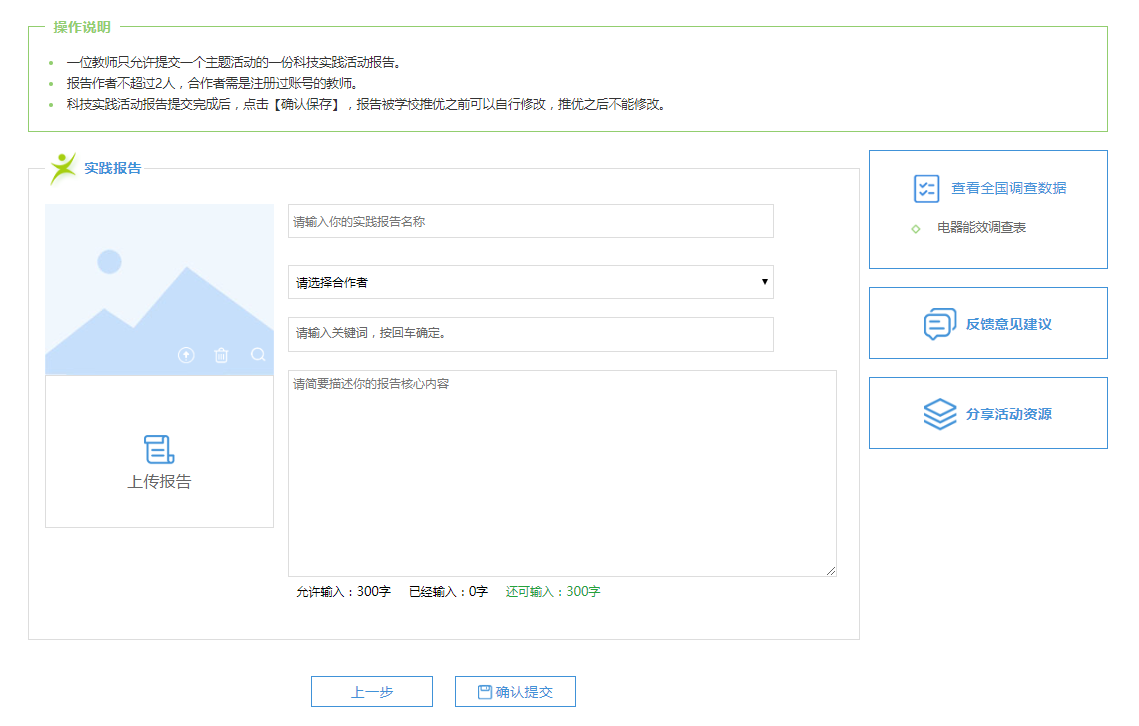 操作说明
一位教师只允许提交一个主题活动的一份科技实践活动报告。
报告作者不超过2人，合作者需是注册过账号的教师。
科技实践活动报告提交完成后，点击【确认保存】，报告被学校推优之前可以自行修改，推优之后不能修改。
实践报告
请输入你的实践报告名称
请选择合作者
请输入关键词，按回车确定。
请简要描述你的报告核心内容
上传报告
允许输入：300字 已经输入：0字 还可输入：300字
查看全国调查数据
电器能效调查表
反馈意见建议
分享活动资源
上一步
确认提交